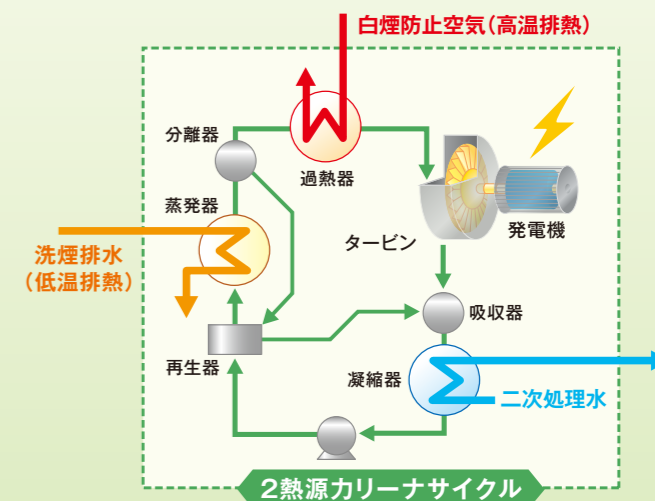 白煙防止空気(高温排熱)
分離器
過熱器
蒸発器
洗煙排水
(低温排熱)
タービン
発電機
吸収器
再生器
凝縮器
二次処理水
2熱源カリーナサイクル